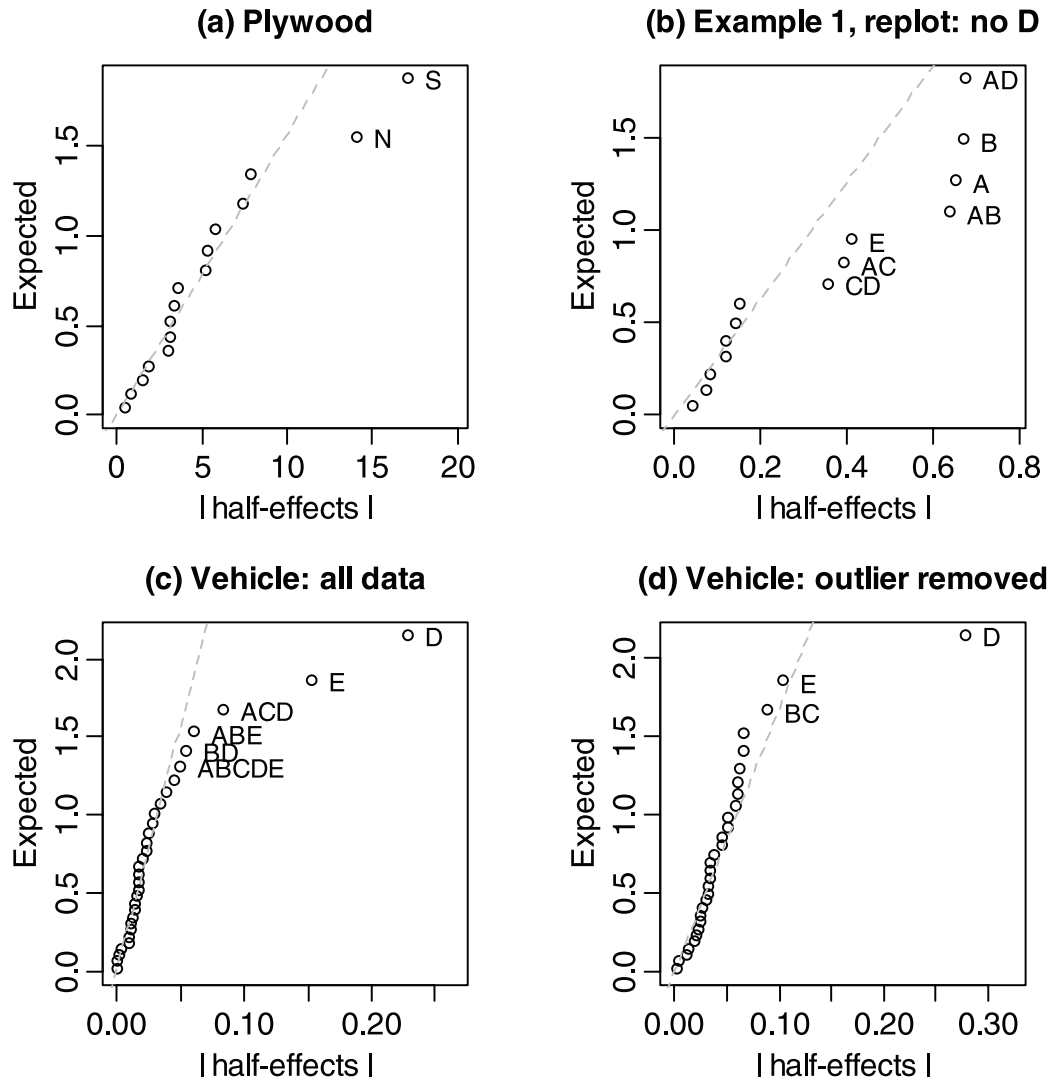 (a) Plywood
Expected
0.0 0.5 1.0 1.5
S
N
0 5 10 15 20
| half-effects |
(b) Example 1, replot: no D
Expected
0.0 0.5 1.0 1.5
AD
B
A
AB
E
AC
CD
0.0 0.2 0.4 0.6 0.8
| half-effects |
(c) Vehicle: all data
Expected
0.0 0.5 1.0 1.5 2.0
D
E
ACD
ABE
BD
ABCDE
0.00 0.10 0.20
| half-effects |
(d) Vehicle: outlier removed
Expected
0.0 0.5 1.0 1.5 2.0
D
E
BC
0.00 0.10 0.20 0.30
| half-effects |